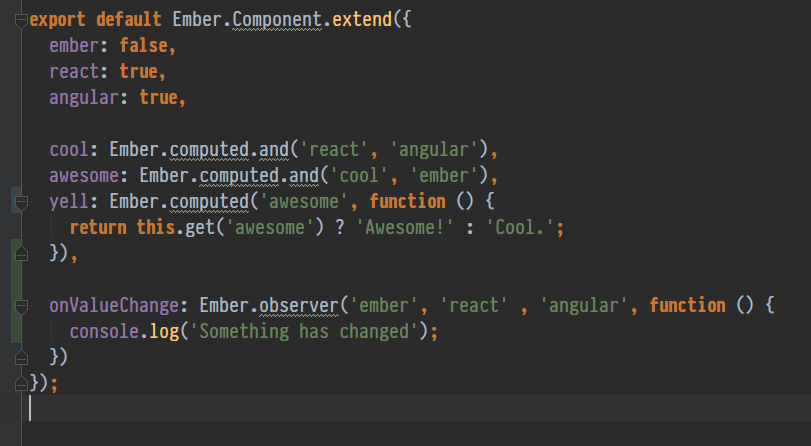 export default Ember.Component.extend({
  ember: false,
  react: true,
  angular: true,

  cool: Ember.computed.and('react', 'angular'),
  awesome: Ember.computed.and('cool', 'ember'),
  yell: Ember.computed('awesome', function () {
    return this.get('awesome') ? 'Awesome!' : 'Cool.';
  }),

  onValueChange: Ember.observer('ember', 'react' , 'angular', function () {
    console.log('Something has changed');
  })
});